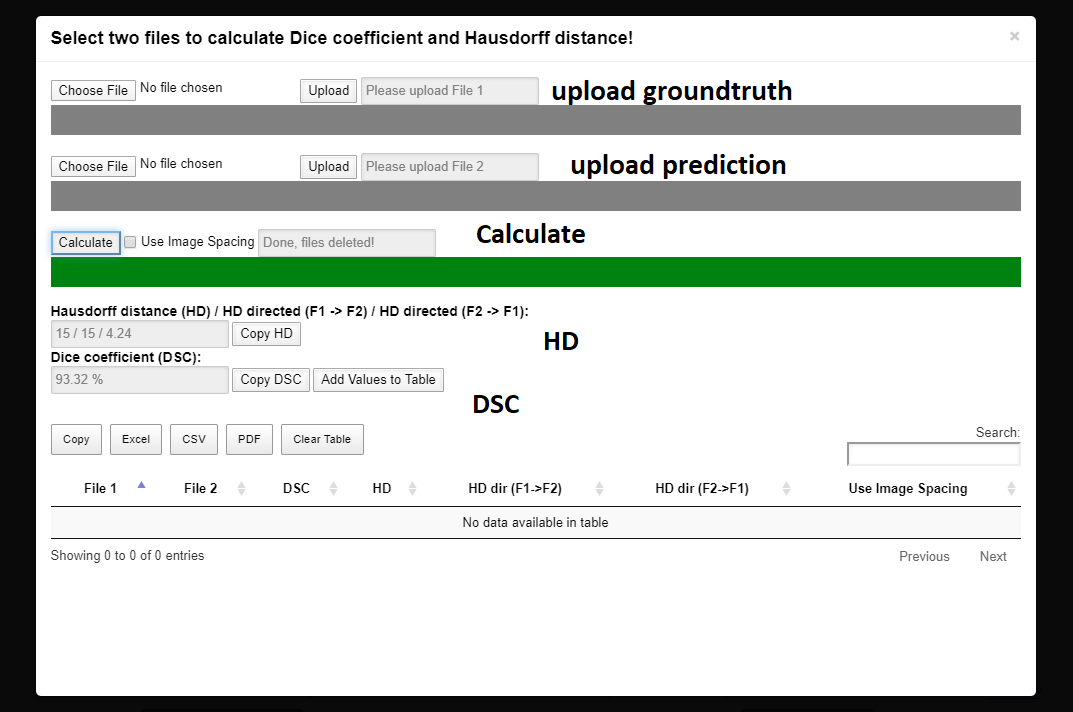 Select two files to calculate Dice coefficient and Hausdorff distance!
×
Choose File No file chosen Upload Please upload File 1 upload groundtruth
Choose File No file chosen Upload Please upload File 2 upload prediction
Calculate Use Image Spacing Done, files deleted! Calculate
Hausdorff distance (HD) / HD directed (F1 -> F2) / HD directed (F2 -> F1):
15 / 15 / 4.24 Copy HD HD
Dice coefficient (DSC):
93.32 % Copy DSC Add Values to Table
DSC
Copy Excel CSV PDF Clear Table Search:
File 1 File 2 DSC HD HD dir (F1->F2) HD dir (F2->F1) Use Image Spacing
No data available in table
Showing 0 to 0 of 0 entries Previous Next